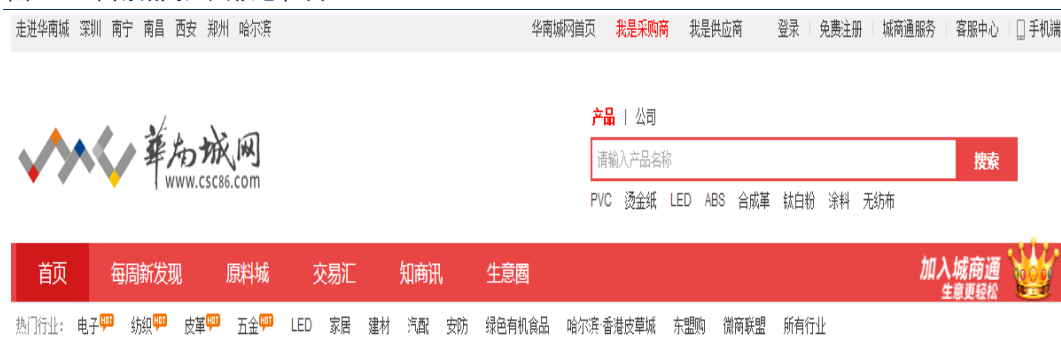 走进华南城 深圳 南宁 南昌 西安 郑州 哈尔滨 华南城网首页 我是采购商 我是供应商 登录 免费注册 城商通服务 客服中心 手机端
产品 | 公司
華南城网
www.csc86.com
请输入产品名称 搜索
PVC 烫金纸 LED ABS 合成革 钛白粉 涂料 无纺布
首页 每周新发现 原料城 交易汇 知商讯 生意圈 加入城商通
生意更轻松
热门行业: 电子 HOT 纺织 HOT 皮革 HOT 五金 HOT LED 家居 建材 汽配 安防 绿色有机食品 哈尔滨·香港皮草城 东盟购 微商联盟 所有行业